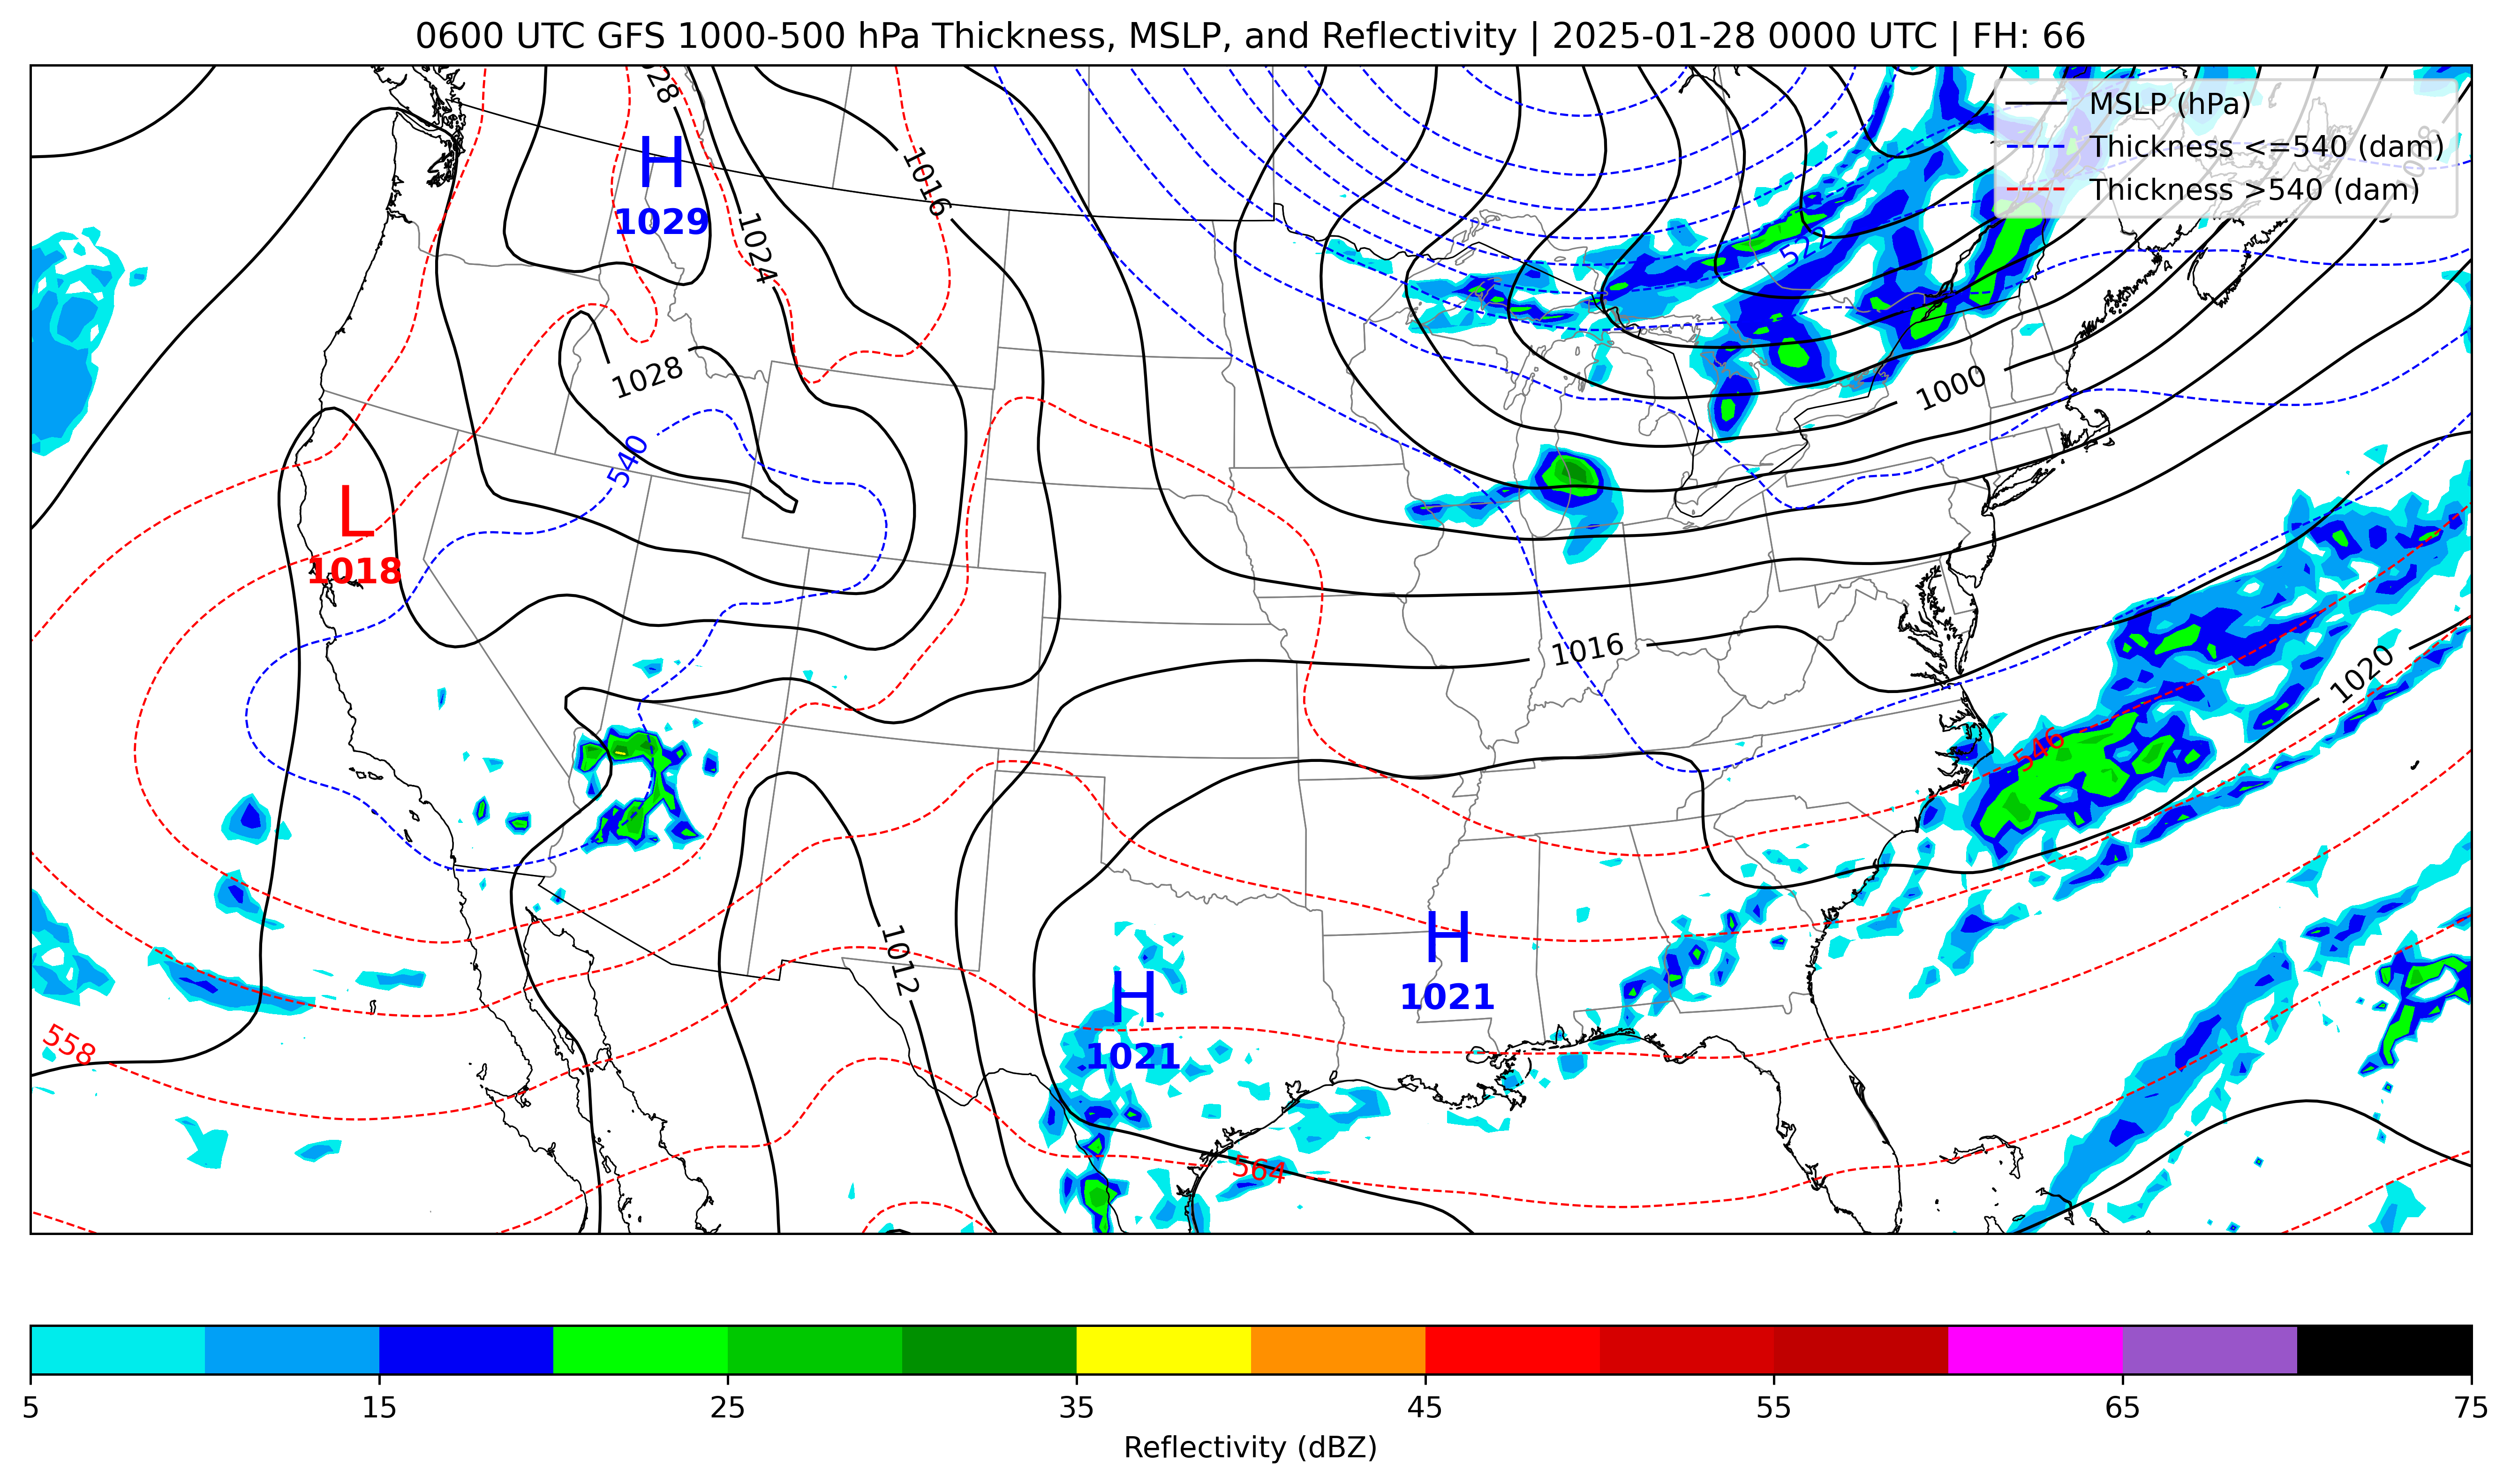 0600 UTC GFS 1000-500 hPa Thickness, MSLP, and Reflectivity | 2025-01-28 0000 UTC | FH: 66
MSLP (hPa)
Thickness <=540 (dam)
Thickness >540 (dam)
H
1029
1016
1024
522
1028
1000
540
L
1018
1016
1020
546
H
1021
1012
H
1021
558
564
5 15 25 35 45 55 65 75
Reflectivity (dBZ)